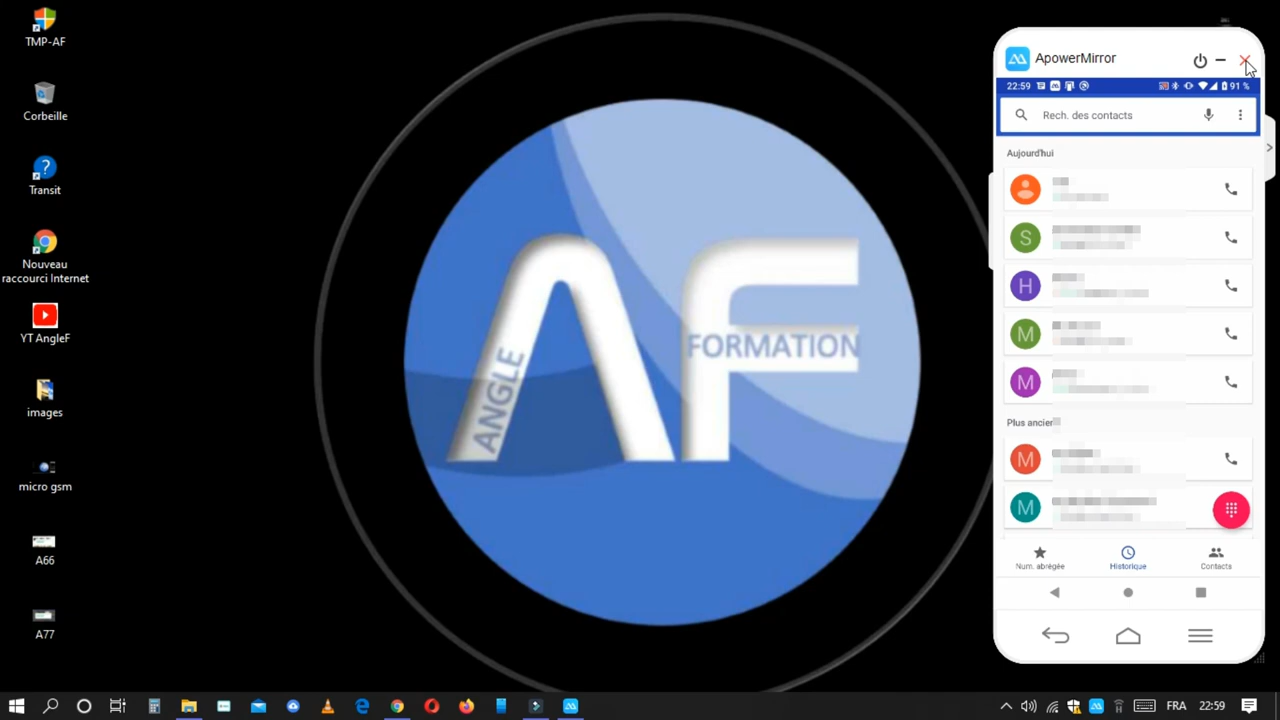 TMP-AF
Corbeille
Transit
Nouveau
raccourci Internet
YT AngleF
images
micro gsm
A66
A77
ANGLE
AF
FORMATION
ApowerMirror
22:59
91 %
Rech. des contacts
Aujourd'hui
S
H
M
M
Plus ancien
M
M
Num. abrégée
Historique
Contacts
FRA
22:59